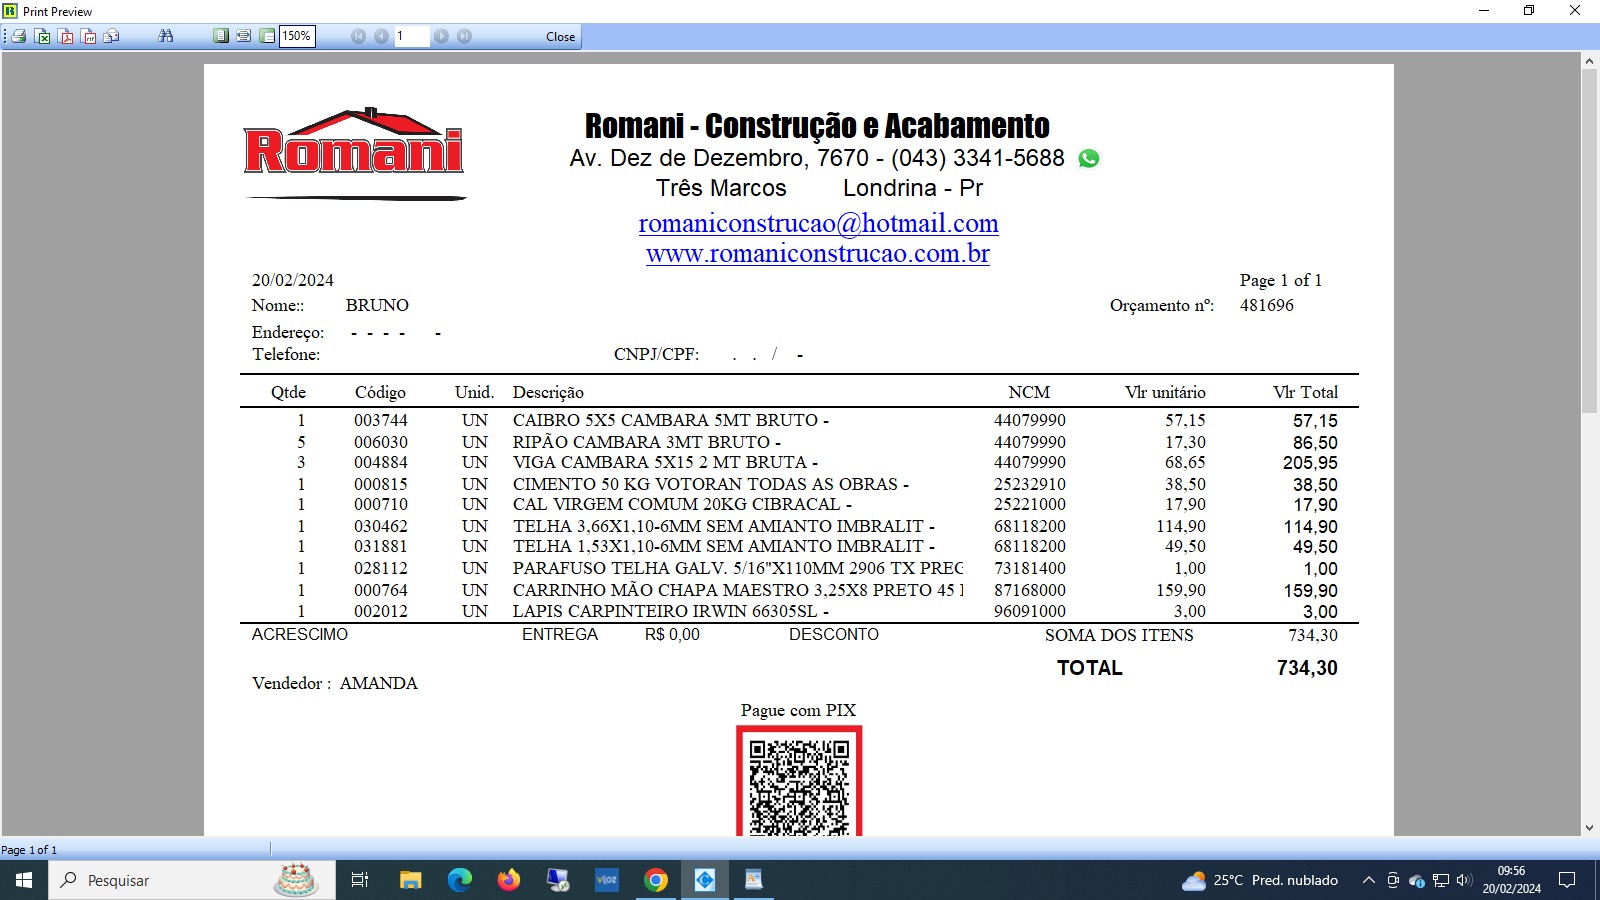 Print Preview
150%
1
Close
Romani
Romani - Construção e Acabamento
Av. Dez de Dezembro, 7670 - (043) 3341-5688
Três Marcos Londrina - Pr
romaniconstrucao@hotmail.com
www.romaniconstrucao.com.br
20/02/2024 Page 1 of 1
Nome:: BRUNO Orçamento nº: 481696
Endereço: - - - - -
Telefone: CNPJ/CPF: . . / -
Qtde Código Unid. Descrição NCM Vlr unitário Vlr Total
1 003744 UN CAIBRO 5X5 CAMBARA 5MT BRUTO - 44079990 57,15 57,15
5 006030 UN RIPÃO CAMBARA 3MT BRUTO - 44079990 17,30 86,50
3 004884 UN VIGA CAMBARA 5X15 2 MT BRUTA - 44079990 68,65 205,95
1 000815 UN CIMENTO 50 KG VOTORAN TODAS AS OBRAS - 25232910 38,50 38,50
1 000710 UN CAL VIRGEM COMUM 20KG CIBRACAL - 25221000 17,90 17,90
1 030462 UN TELHA 3,66X1,10-6MM SEM AMIANTO IMBRALIT - 68118200 114,90 114,90
1 031881 UN TELHA 1,53X1,10-6MM SEM AMIANTO IMBRALIT - 68118200 49,50 49,50
1 028112 UN PARAFUSO TELHA GALV. 5/16"X110MM 2906 TX PREG 73181400 1,00 1,00
1 000764 UN CARRINHO MÃO CHAPA MAESTRO 3,25X8 PRETO 45 87168000 159,90 159,90
1 002012 UN LAPIS CARPINTEIRO IRWIN 66305SL - 96091000 3,00 3,00
ACRESCIMO ENTREGA R$ 0,00 DESCONTO SOMA DOS ITENS 734,30
TOTAL 734,30
Vendedor : AMANDA
Pague com PIX
Page 1 of 1
Pesquisar
vloz
25°C Pred. nublado
09:56
20/02/2024